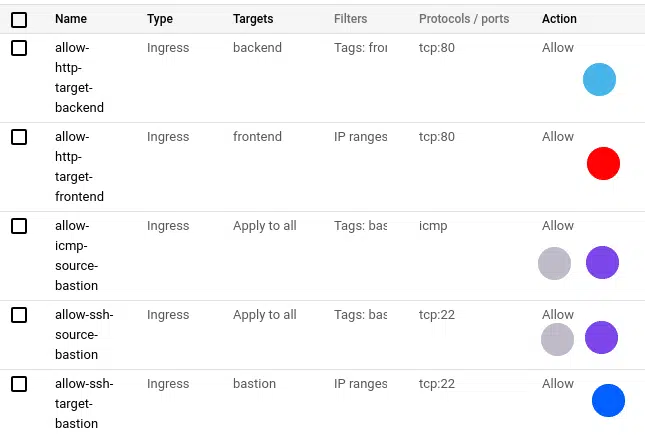 Name Type Targets Filters Protocols / ports Action
allow- Ingress backend Tags: fror tcp:80 Allow
http-
target-
backend
allow- Ingress frontend IP ranges tcp:80 Allow
http-
target-
frontend
allow- Ingress Apply to all Tags: bas icmp Allow
icmp-
source-
bastion
allow-ssh- Ingress Apply to all Tags: bas tcp:22 Allow
source-
bastion
allow-ssh- Ingress bastion IP ranges tcp:22 Allow
target-
bastion